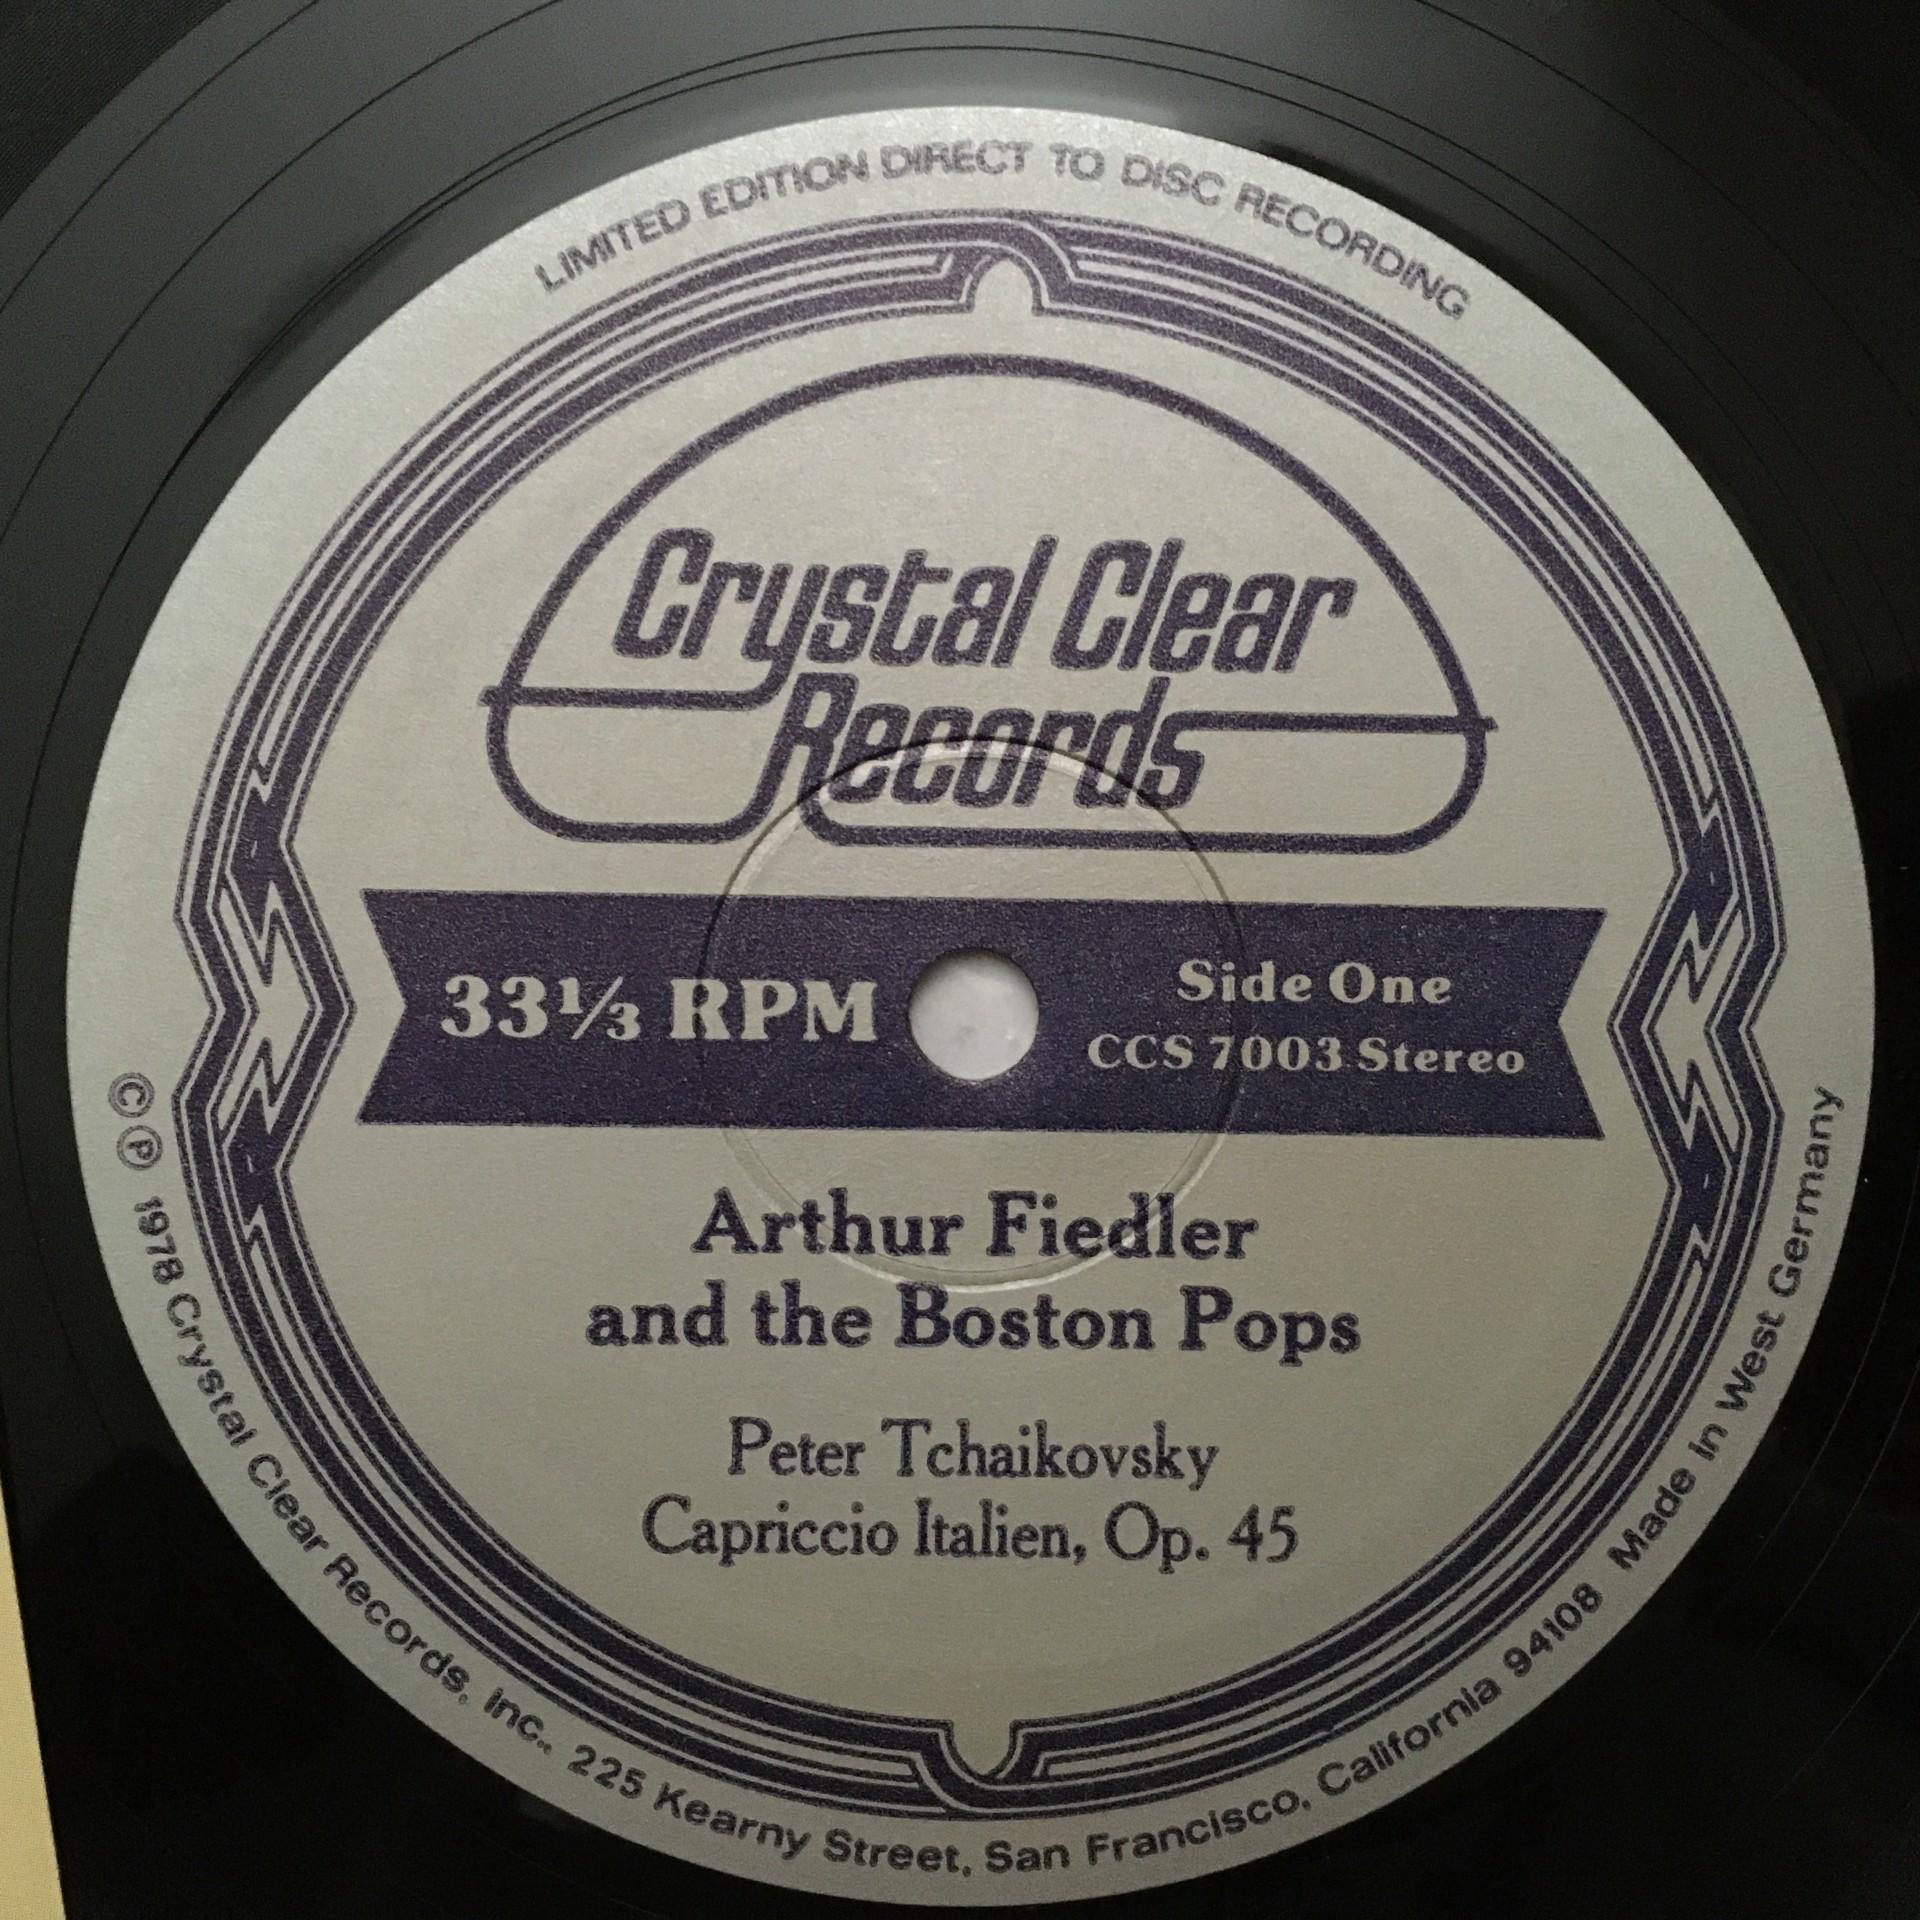 LIMITED EDITION DIRECT TO DISC RECORDING
Crystal Clear
Records
33⅓ RPM
Side One
CCS 7003 Stereo
Arthur Fiedler
and the Boston Pops
Peter Tchaikovsky
Capriccio Italien, Op. 45
© ℗ 1978 Crystal Clear Records, Inc., 225 Kearny Street, San Francisco, California 94108 Made in West Germany